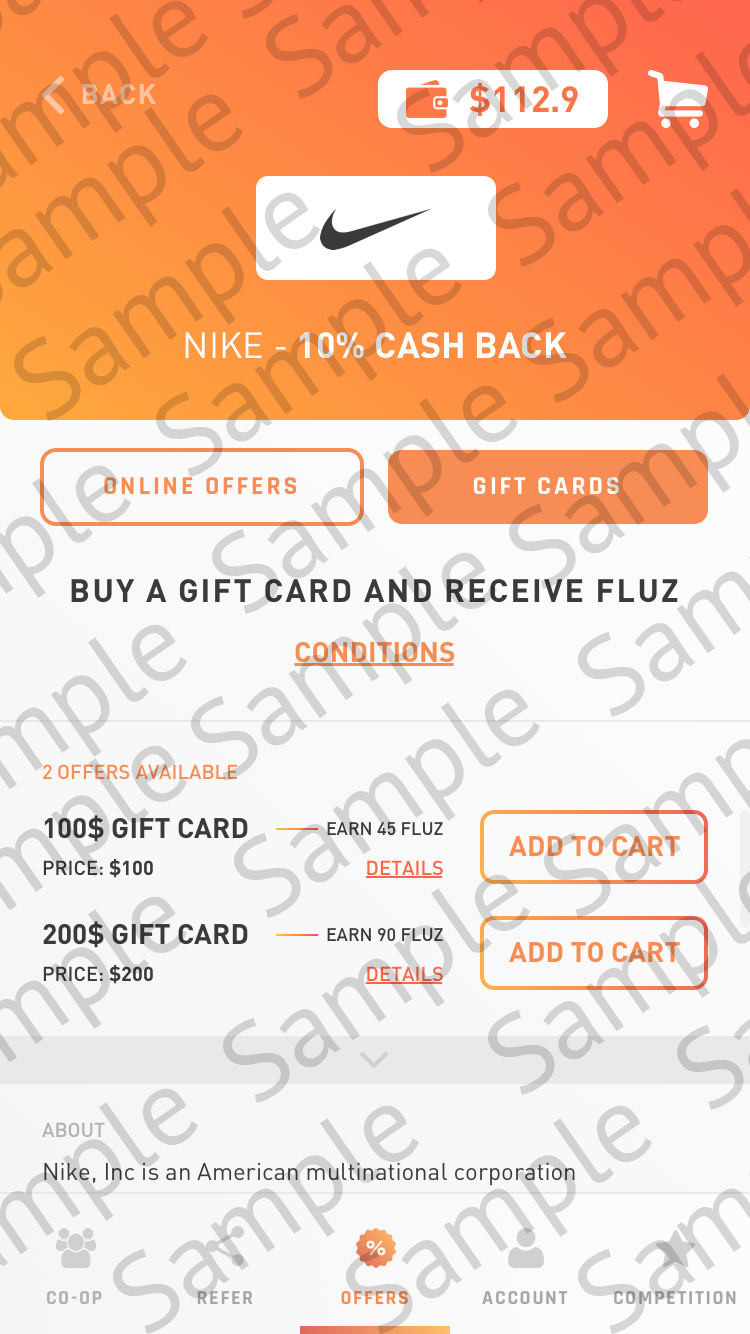 BACK
$112.9
NIKE - 10% CASH BACK
ONLINE OFFERS
GIFT CARDS
BUY A GIFT CARD AND RECEIVE FLUZ
CONDITIONS
2 OFFERS AVAILABLE
100$ GIFT CARD EARN 45 FLUZ ADD TO CART
PRICE: $100 DETAILS
200$ GIFT CARD EARN 90 FLUZ ADD TO CART
PRICE: $200 DETAILS
ABOUT
Nike, Inc is an American multinational corporation
CO-OP REFER OFFERS ACCOUNT COMPETITION
Sample